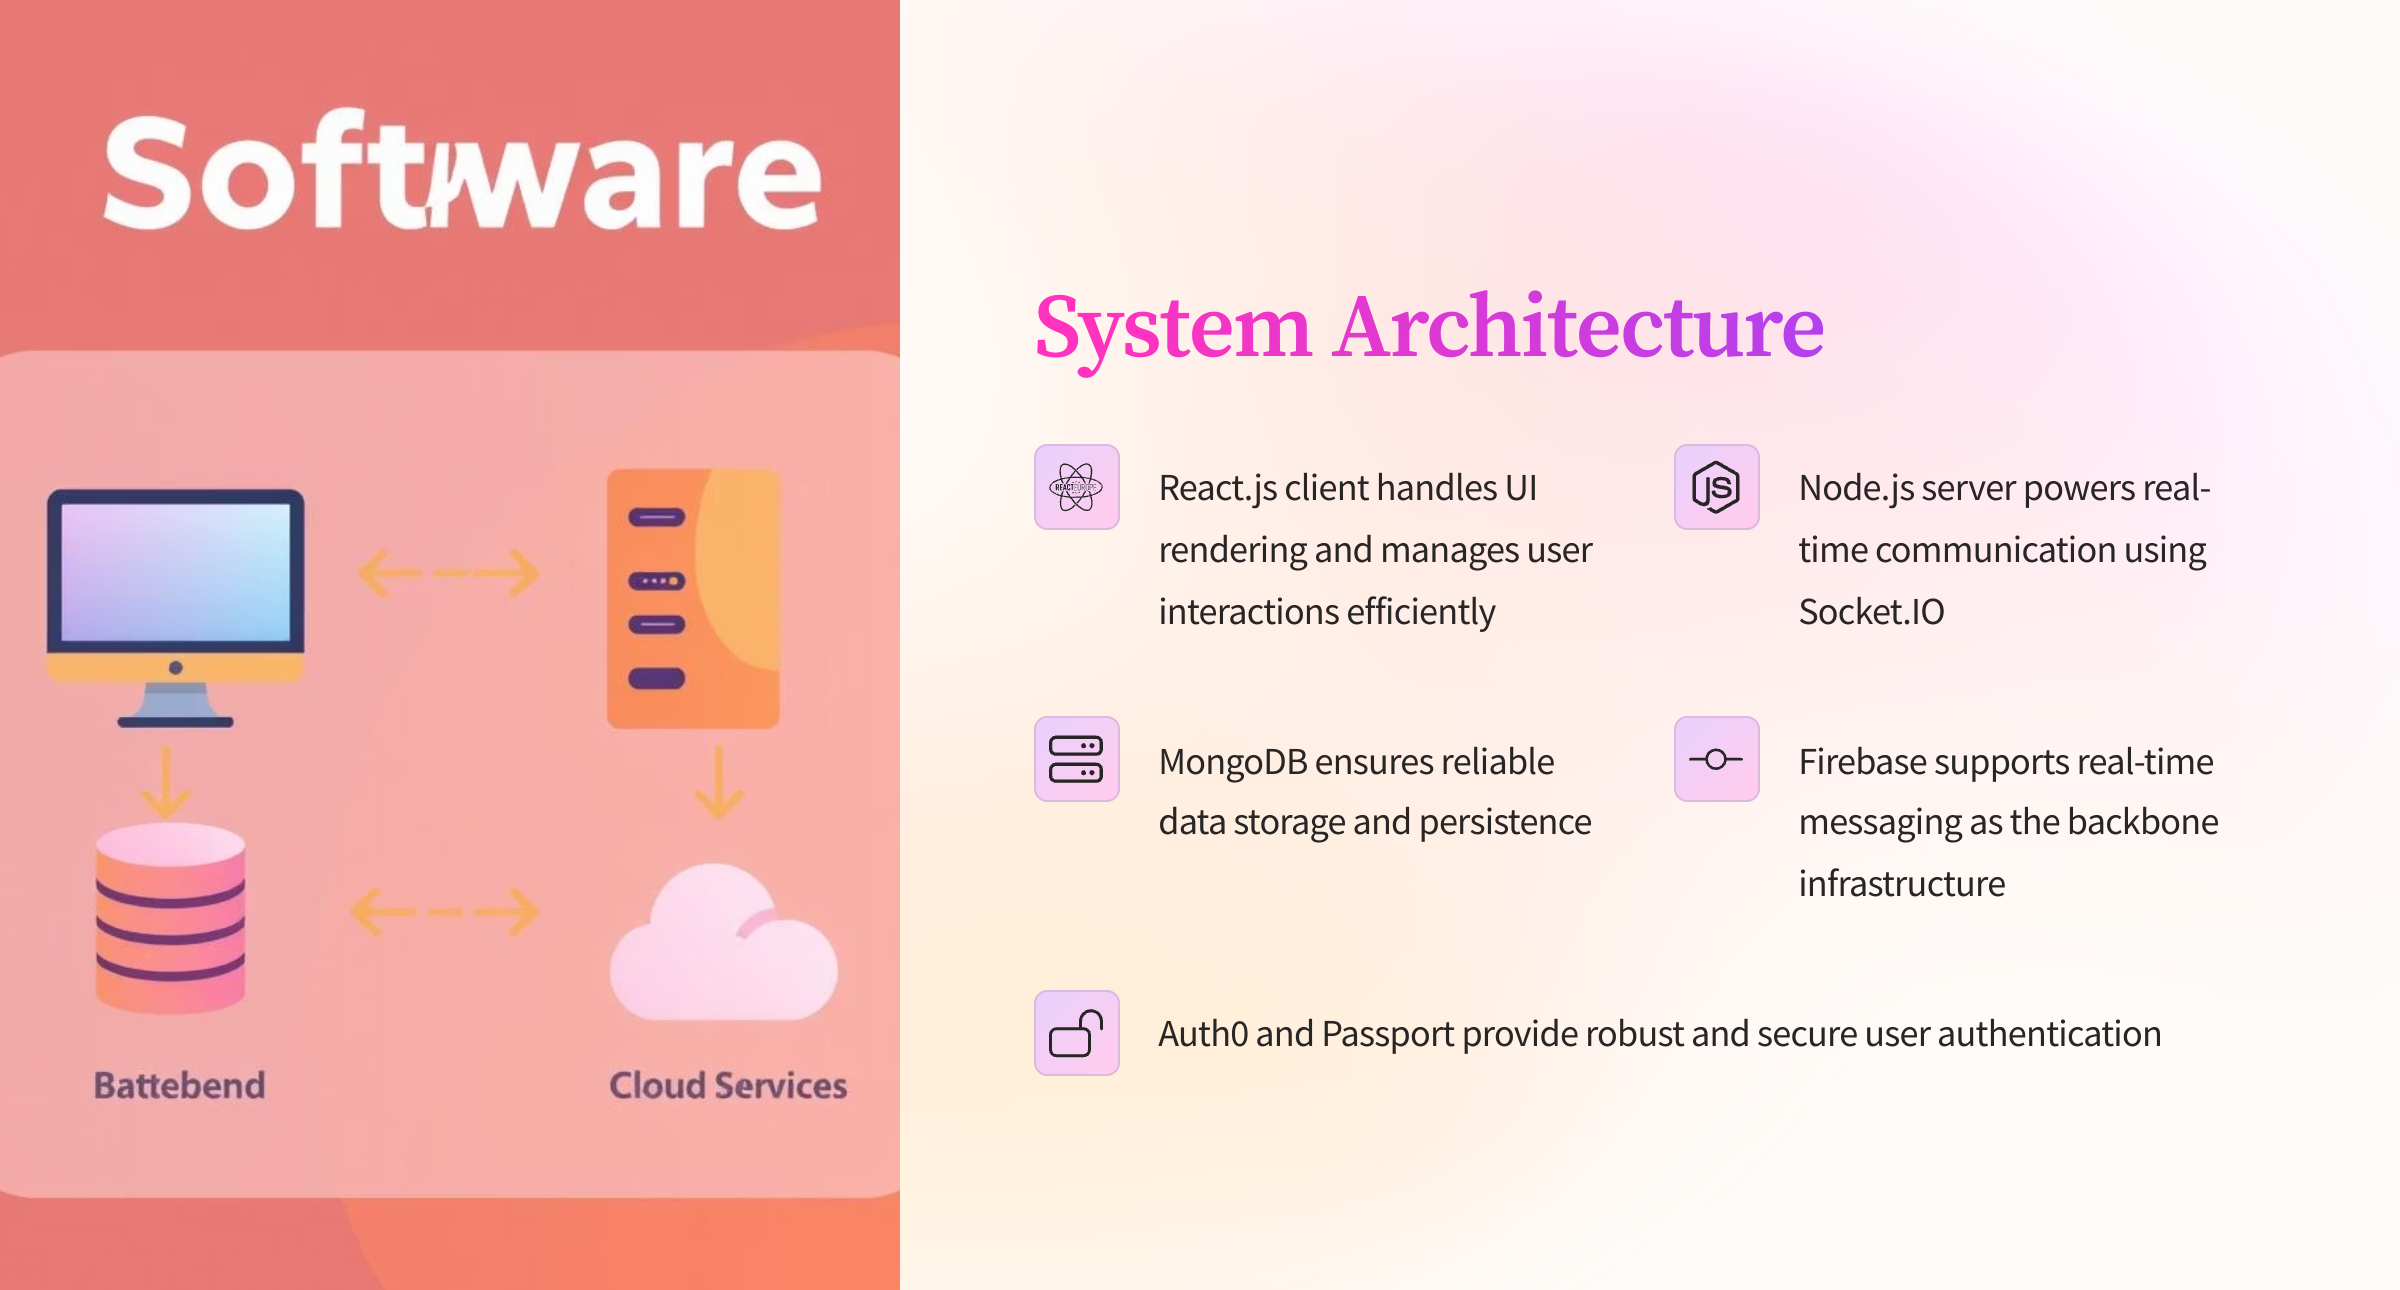 Software
Battebend
Cloud Services
System Architecture
REACTEUROPE
React.js client handles UI
rendering and manages user
interactions efficiently
JS
Node.js server powers real-
time communication using
Socket.IO
MongoDB ensures reliable
data storage and persistence
Firebase supports real-time
messaging as the backbone
infrastructure
Auth0 and Passport provide robust and secure user authentication